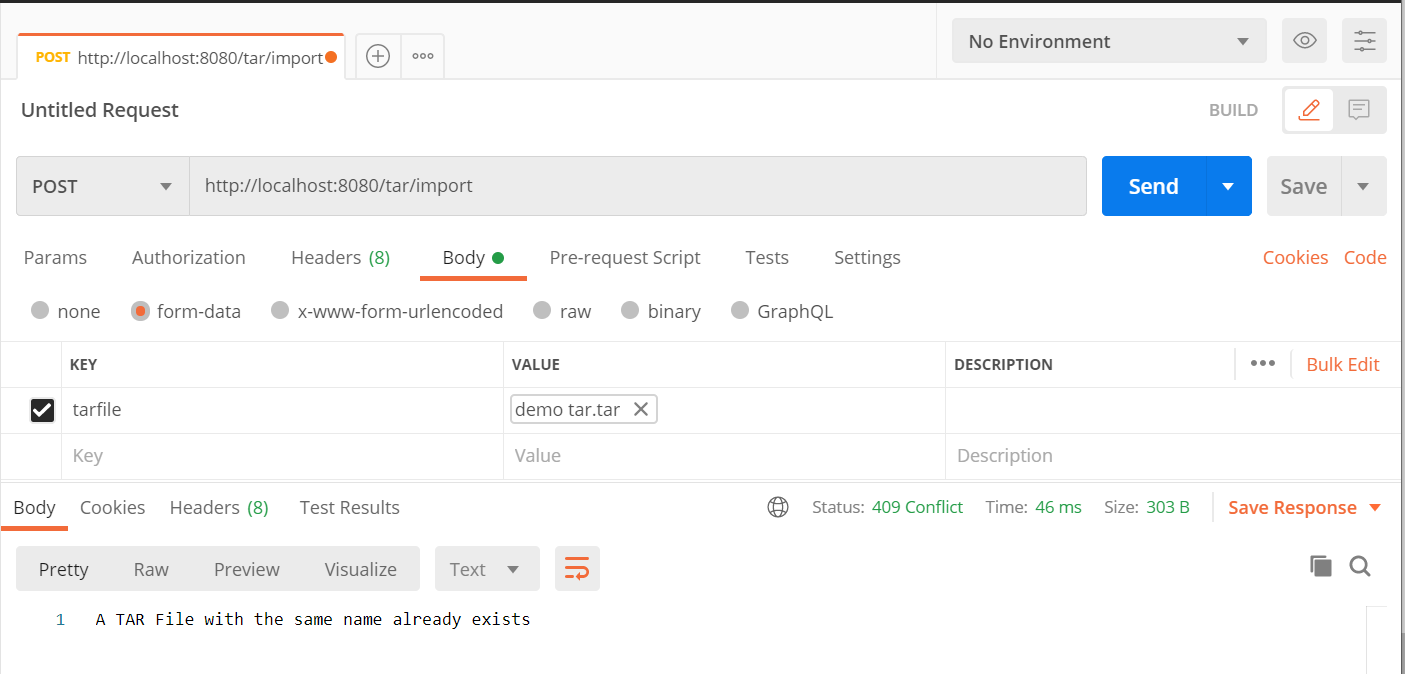 POST http://localhost:8080/tar/import
No Environment
Untitled Request
BUILD
POST http://localhost:8080/tar/import Send Save
Params Authorization Headers (8) Body Pre-request Script Tests Settings Cookies Code
none form-data x-www-form-urlencoded raw binary GraphQL
KEY VALUE DESCRIPTION ••• Bulk Edit
tarfile demo tar.tar
Key Value Description
Body Cookies Headers (8) Test Results Status: 409 Conflict Time: 46 ms Size: 303 B Save Response
Pretty Raw Preview Visualize Text
1 A TAR File with the same name already exists